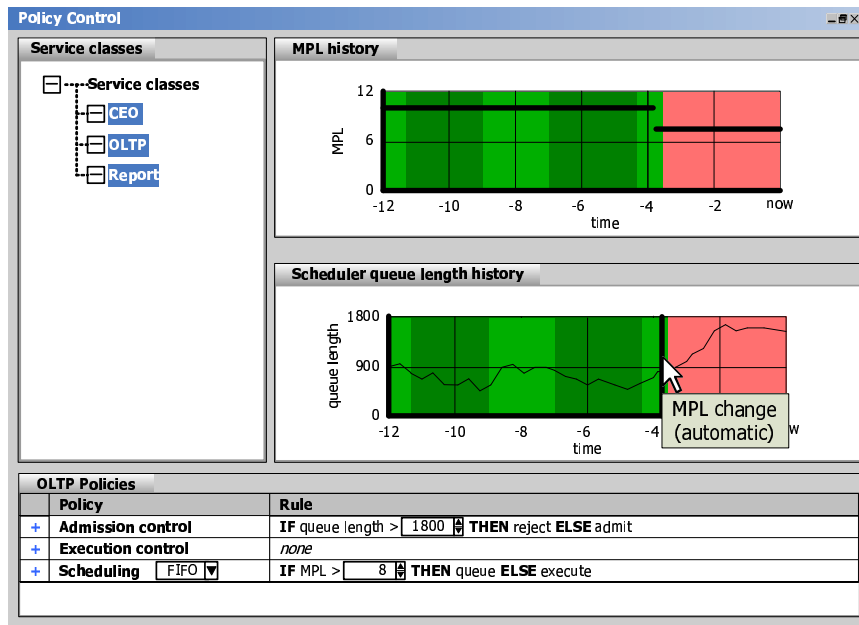 Policy Control
Service classes
Service classes
CEO
OLTP
Report
MPL history
12
6
0
MPL
-12 -10 -8 -6 -4 -2 now
time
Scheduler queue length history
1800
900
0
queue length
-12 -10 -8 -6 -4 w
time
MPL change
(automatic)
OLTP Policies
Policy Rule
+ Admission control IF queue length > 1800 THEN reject ELSE admit
+ Execution control none
+ Scheduling FIFO IF MPL > 8 THEN queue ELSE execute